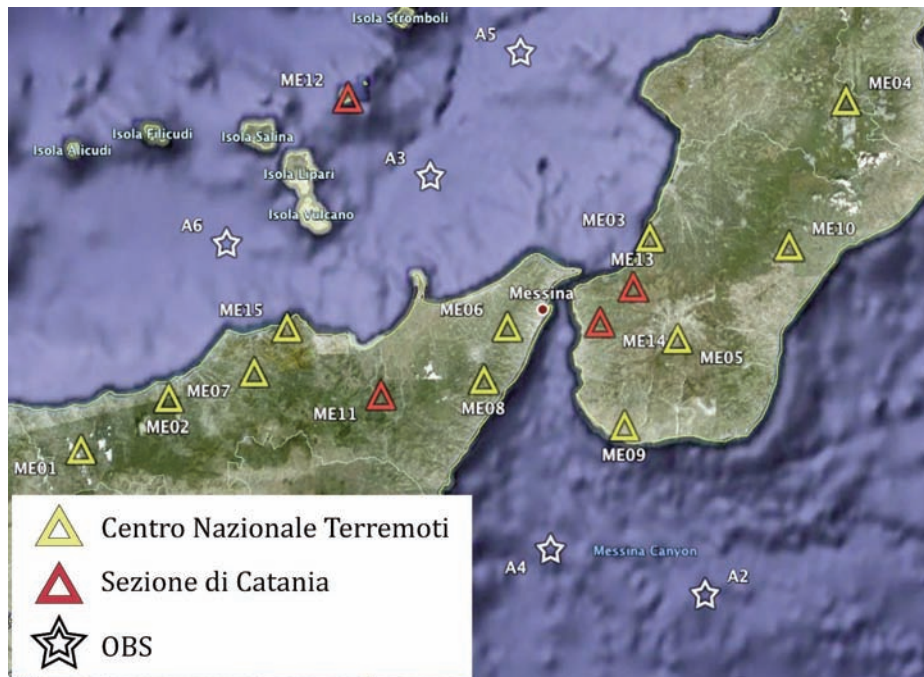 Isola Stromboli
A5
ME12
ME04
Isola Filicudi
Isola Salina
Isola Alicudi
A3
Isola Lipari
Isola Vulcano
A6
ME03
ME10
ME13
Messina
ME15
ME06
ME14
ME05
ME07
ME11
ME02
ME08
ME09
ME01
Centro Nazionale Terremoti
Messina Canyon
A4
A2
Sezione di Catania
OBS